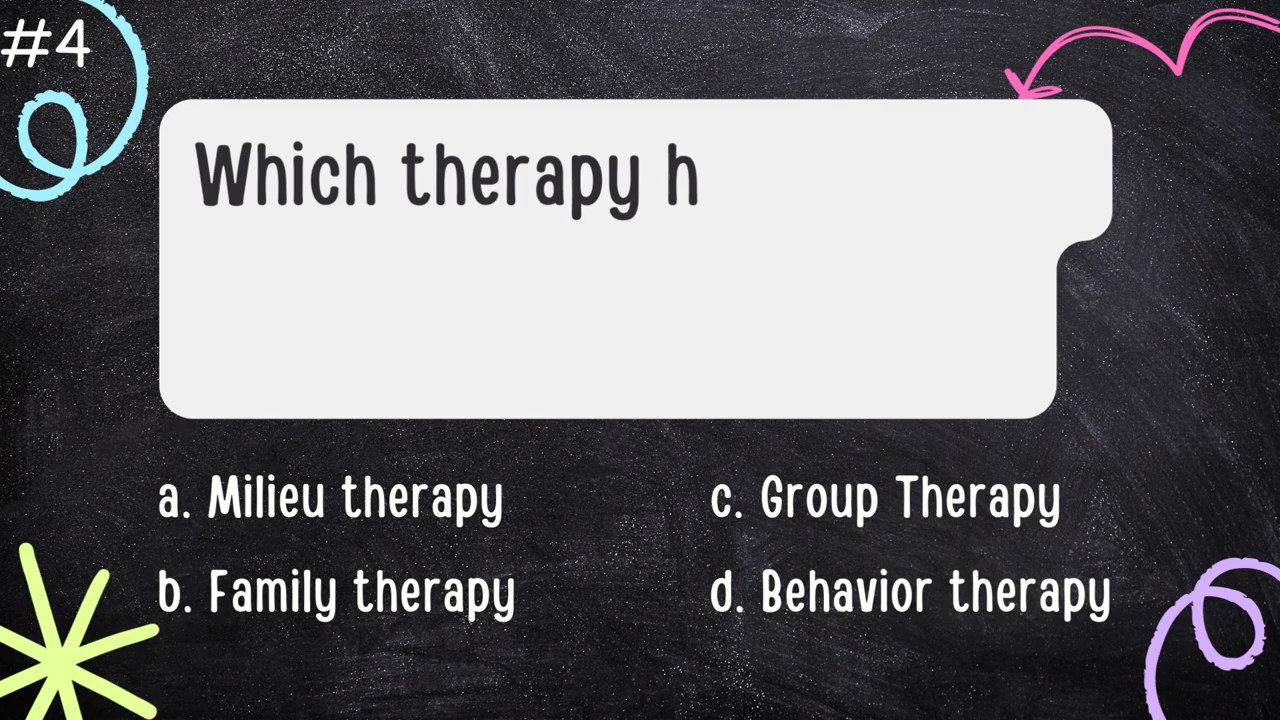 #4
Which therapy h
a. Milieu therapy
b. Family therapy
c. Group Therapy
d. Behavior therapy